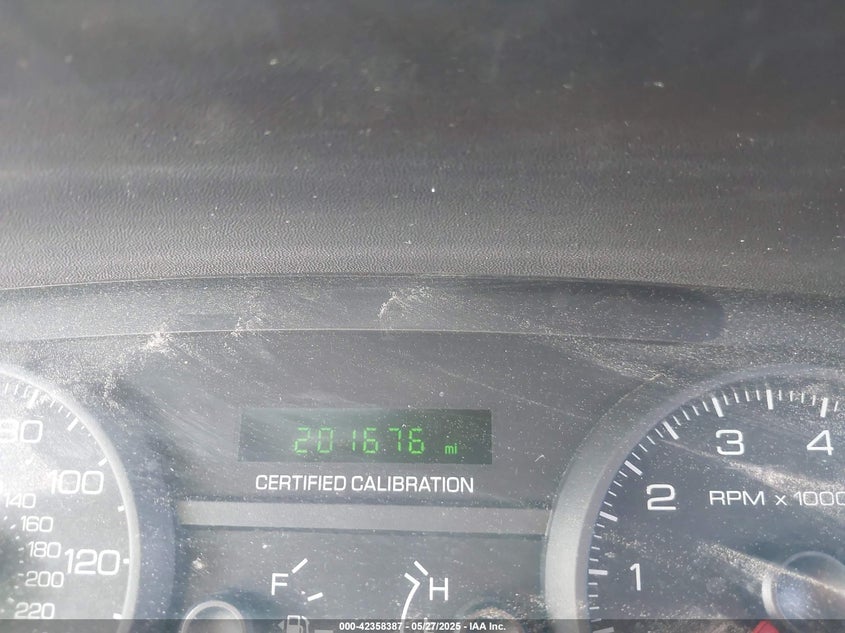 201676 mi
CERTIFIED CALIBRATION
80
100
120
140
160
180
200
220
F
H
1
2
3
4
RPM x 1000
000-42358387 - 05/27/2025 - IAA Inc.